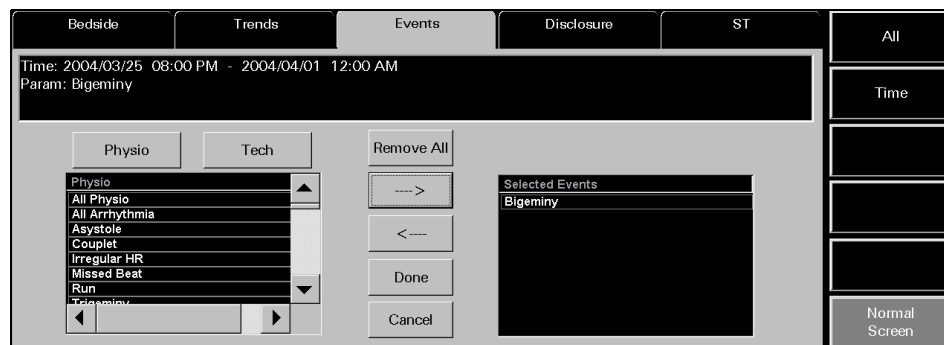 Bedside Trends Events Disclosure ST
All
Time: 2004/03/25 08:00 PM - 2004/04/01 12:00 AM
Param: Bigeminy
Time
Physio Tech Remove All
Physio
All Physio
All Arrhythmia
Asystole
Couplet
Irregular HR
Missed Beat
Run
Trigeminy
---->
<----
Done
Cancel
Selected Events
Bigeminy
Normal
Screen